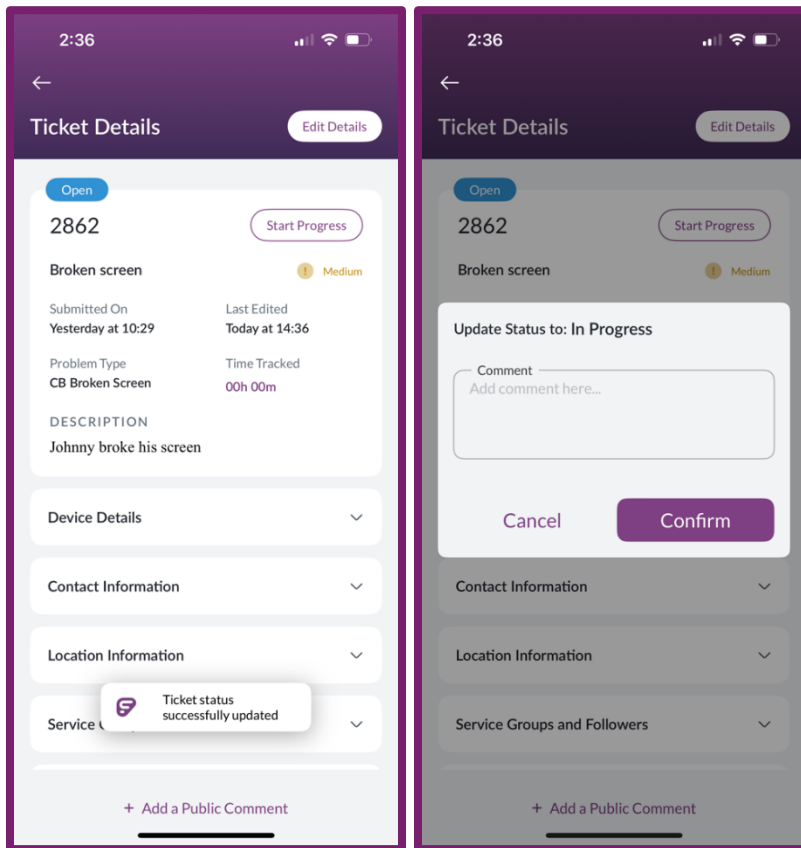 2:36
Ticket Details
Edit Details
Open
2862
Start Progress
Broken screen
! Medium
Submitted On
Last Edited
Yesterday at 10:29
Today at 14:36
Problem Type
Time Tracked
CB Broken Screen
00h 00m
DESCRIPTION
Johnny broke his screen
Device Details
Contact Information
Location Information
Ticket status
successfully updated
Service
+ Add a Public Comment
2:36
Ticket Details
Edit Details
Open
2862
Start Progress
Broken screen
! Medium
Update Status to: In Progress
Comment
Add comment here...
Cancel
Confirm
Contact Information
Location Information
Service Groups and Followers
+ Add a Public Comment